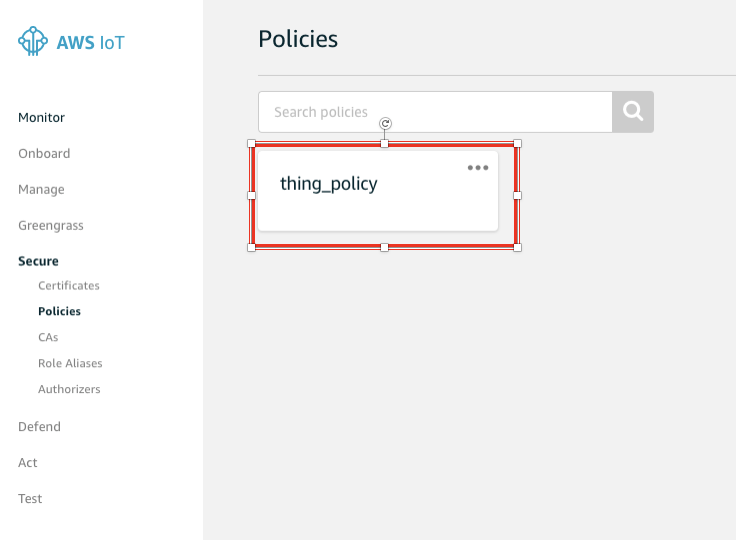 AWS IoT
Monitor
Onboard
Manage
Greengrass
Secure
Certificates
Policies
CAs
Role Aliases
Authorizers
Defend
Act
Test
Policies
Search policies
thing_policy